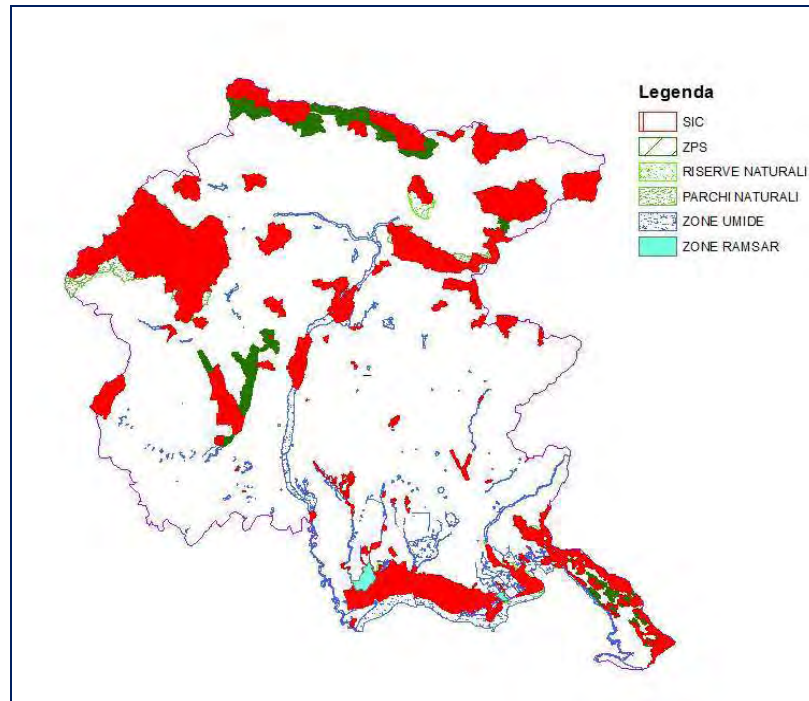 Legenda
SIC
ZPS
RISERVE NATURALI
PARCHI NATURALI
ZONE UMIDE
ZONE RAMSAR